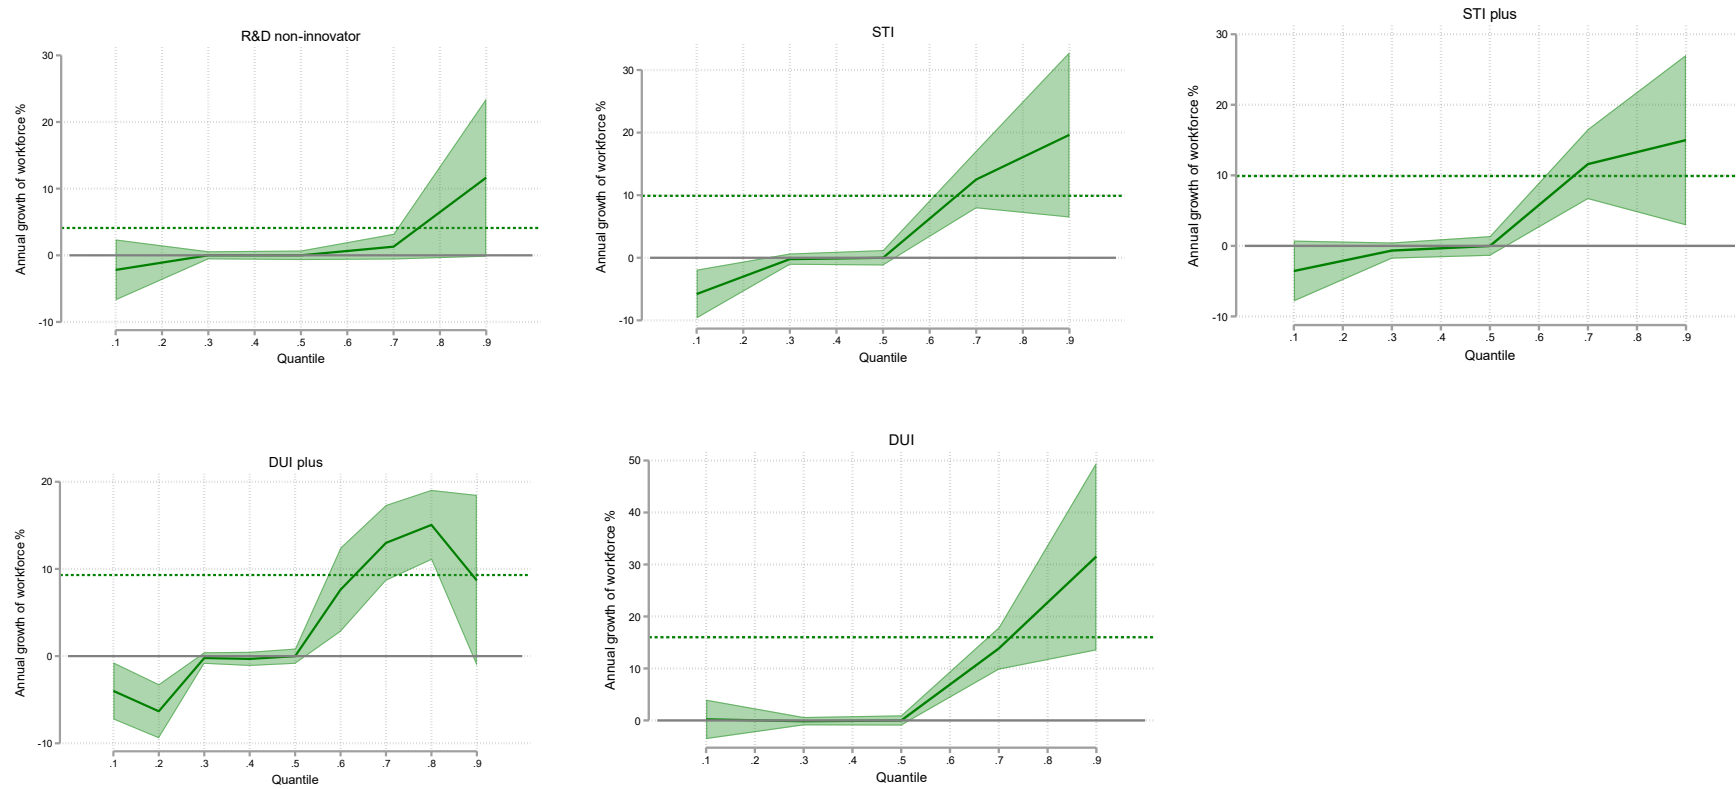 R&D non-innovator
Annual growth of workforce %
30
20
10
0
-10
.1 .2 .3 .4 .5 .6 .7 .8 .9
Quantile
STI
Annual growth of workforce %
30
20
10
0
-10
.1 .2 .3 .4 .5 .6 .7 .8 .9
Quantile
STI plus
Annual growth of workforce %
30
20
10
0
-10
.1 .2 .3 .4 .5 .6 .7 .8 .9
Quantile
DUI plus
Annual growth of workforce %
20
10
0
-10
.1 .2 .3 .4 .5 .6 .7 .8 .9
Quantile
DUI
Annual growth of workforce %
50
40
30
20
10
0
.1 .2 .3 .4 .5 .6 .7 .8 .9
Quantile